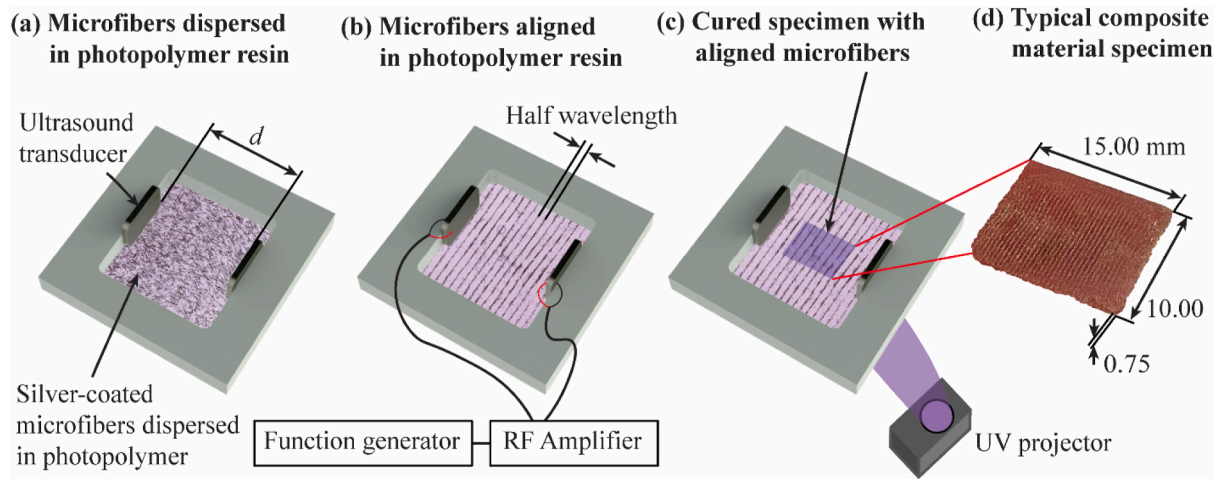 (a) Microfibers dispersed
in photopolymer resin
(b) Microfibers aligned
in photopolymer resin
(c) Cured specimen with
aligned microfibers
(d) Typical composite
material specimen
Ultrasound
transducer
d
Half wavelength
15.00 mm
10.00
0.75
Silver-coated
microfibers dispersed
in photopolymer
Function generator
RF Amplifier
UV projector